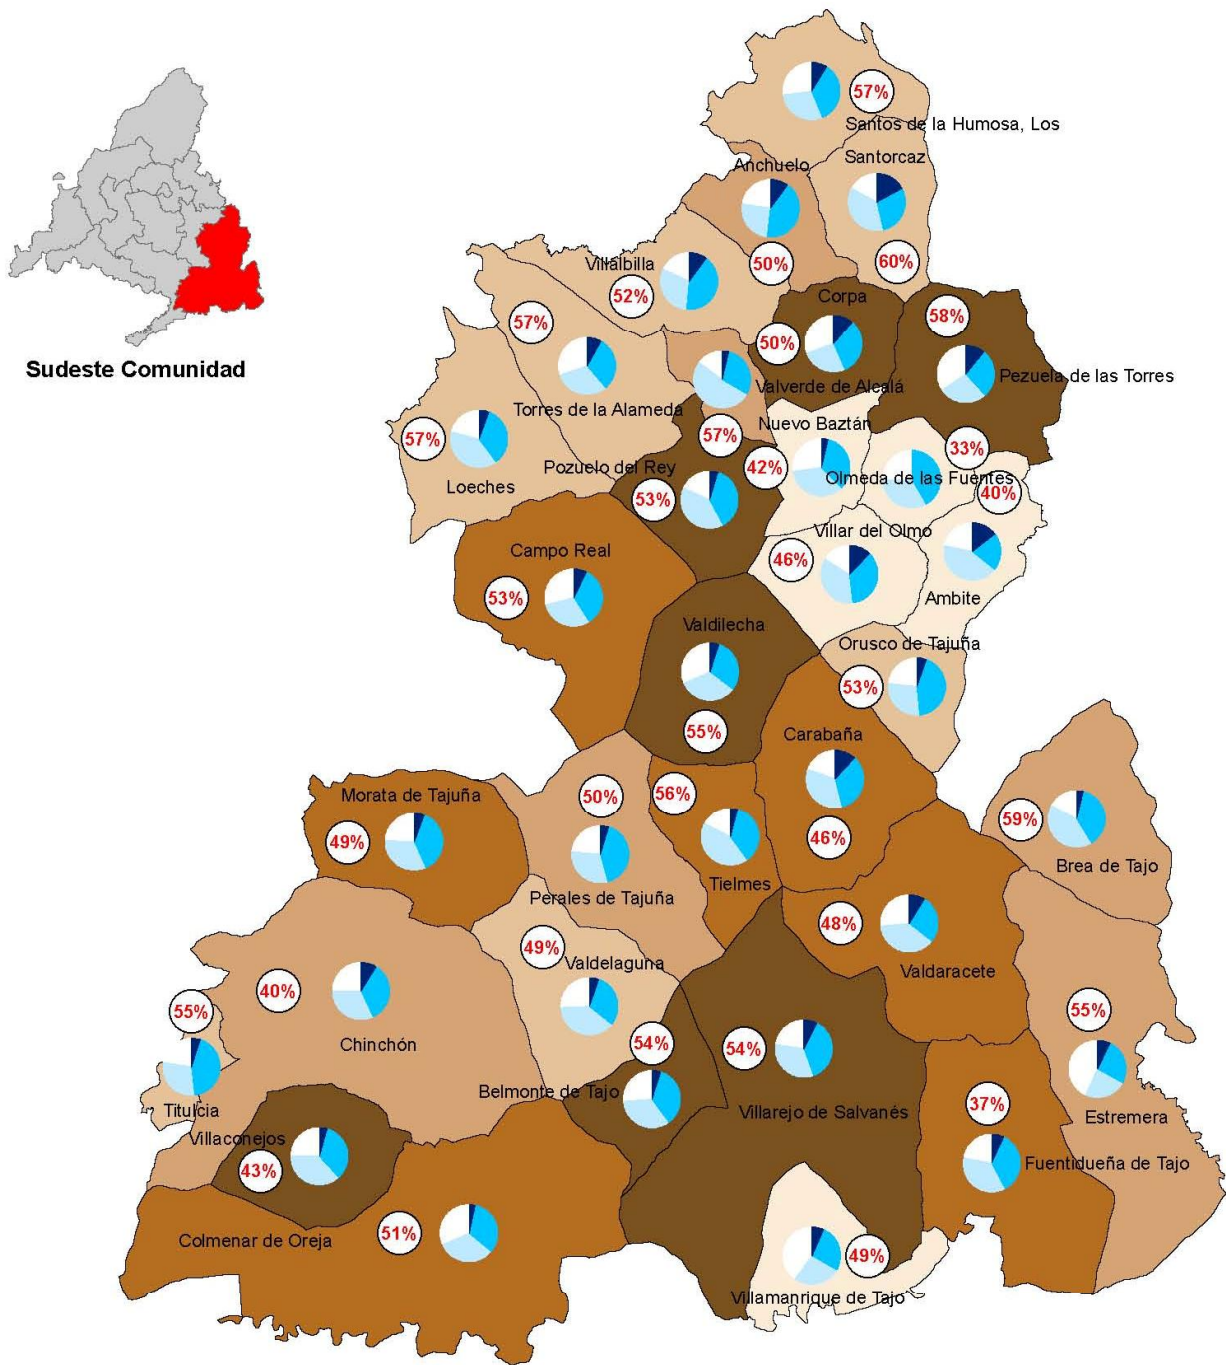 57%
Santos de la Humosa, Los
Anchuelo
Santorcaz
50%
60%
Villalbilla
52%
Corpa
58%
57%
50%
Pezuela de las Torres
Torres de la Alameda
Valverde de Alcalá
Sudeste Comunidad
57%
57%
Nuevo Baztán
33%
Loeches
Pozuelo del Rey
42%
Olmeda de las Fuentes
53%
40%
Villar del Olmo
Campo Real
46%
53%
Ambite
Valdilecha
Orusco de Tajuña
53%
55%
Carabaña
Morata de Tajuña
50%
56%
49%
46%
59%
Brea de Tajo
Perales de Tajuña
Tielmes
48%
49%
Valdelaguna
Valdaracete
40%
55%
55%
Chinchón
54%
54%
Belmonte de Tajo
Villarejo de Salvanés
37%
Estremera
Titulcia
Villaconejos
43%
Fuentidueña de Tajo
Colmenar de Oreja
51%
49%
Villamanrique de Tajo